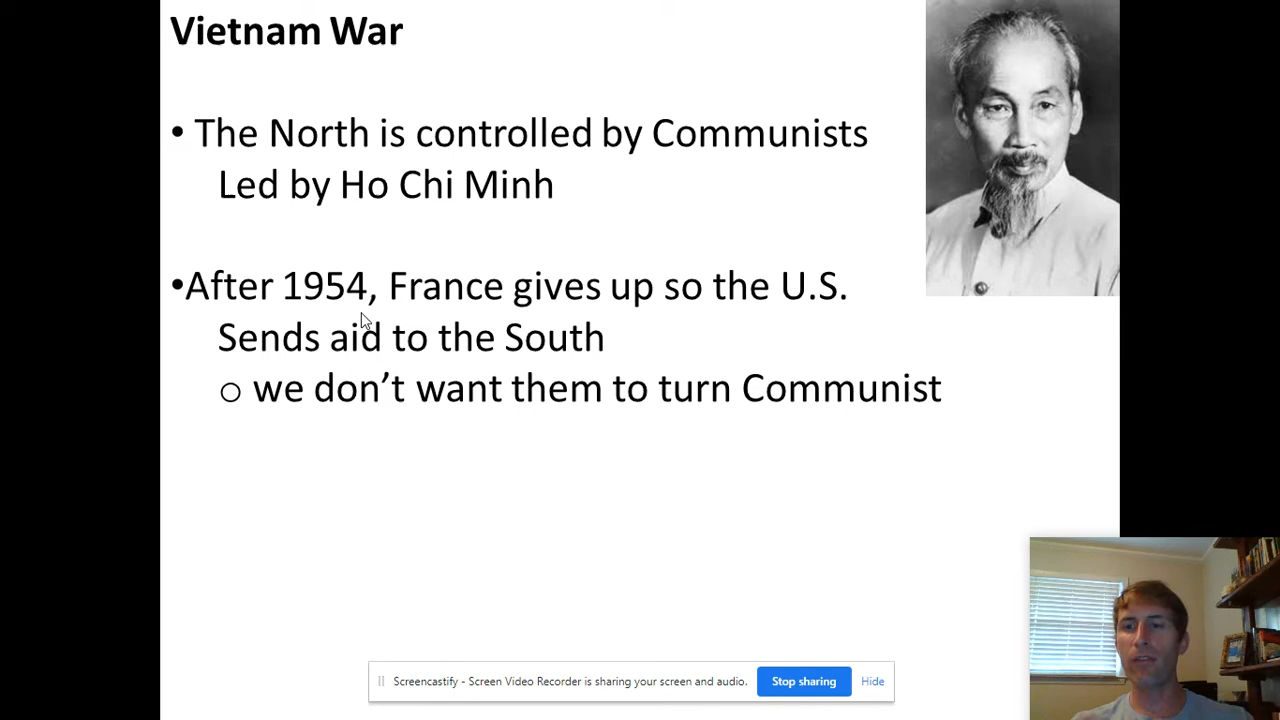 Vietnam War
• The North is controlled by Communists
Led by Ho Chi Minh
•After 1954, France gives up so the U.S.
Sends aid to the South
o we don’t want them to turn Communist
Screencastify - Screen Video Recorder is sharing your screen and audio.
Stop sharing
Hide